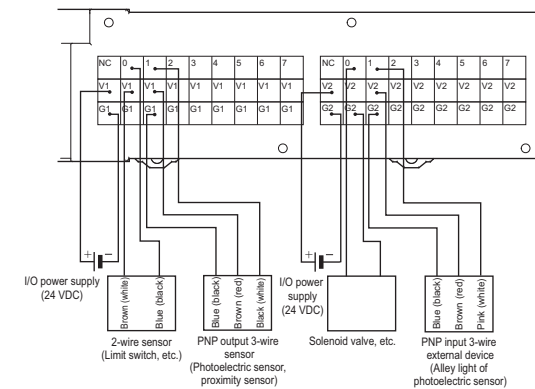 NC 0 1 2 3 4 5 6 7
V1 V1 V1 V1 V1 V1 V1 V1 V1
G1 G1 G1 G1 G1 G1 G1 G1 G1
NC 0 1 2 3 4 5 6 7
V2 V2 V2 V2 V2 V2 V2 V2 V2
G2 G2 G2 G2 G2 G2 G2 G2 G2
+ −
I/O power supply
(24 VDC)
Brown (white)
Blue (black)
2-wire sensor
(Limit switch, etc.)
Blue (black)
Brown (red)
Black (white)
PNP output 3-wire
sensor
(Photoelectric sensor,
proximity sensor)
+ −
I/O power
supply
(24 VDC)
Solenoid valve, etc.
Blue (black)
Brown (red)
Pink (white)
PNP input 3-wire
external device
(Alley light of
photoelectric sensor)